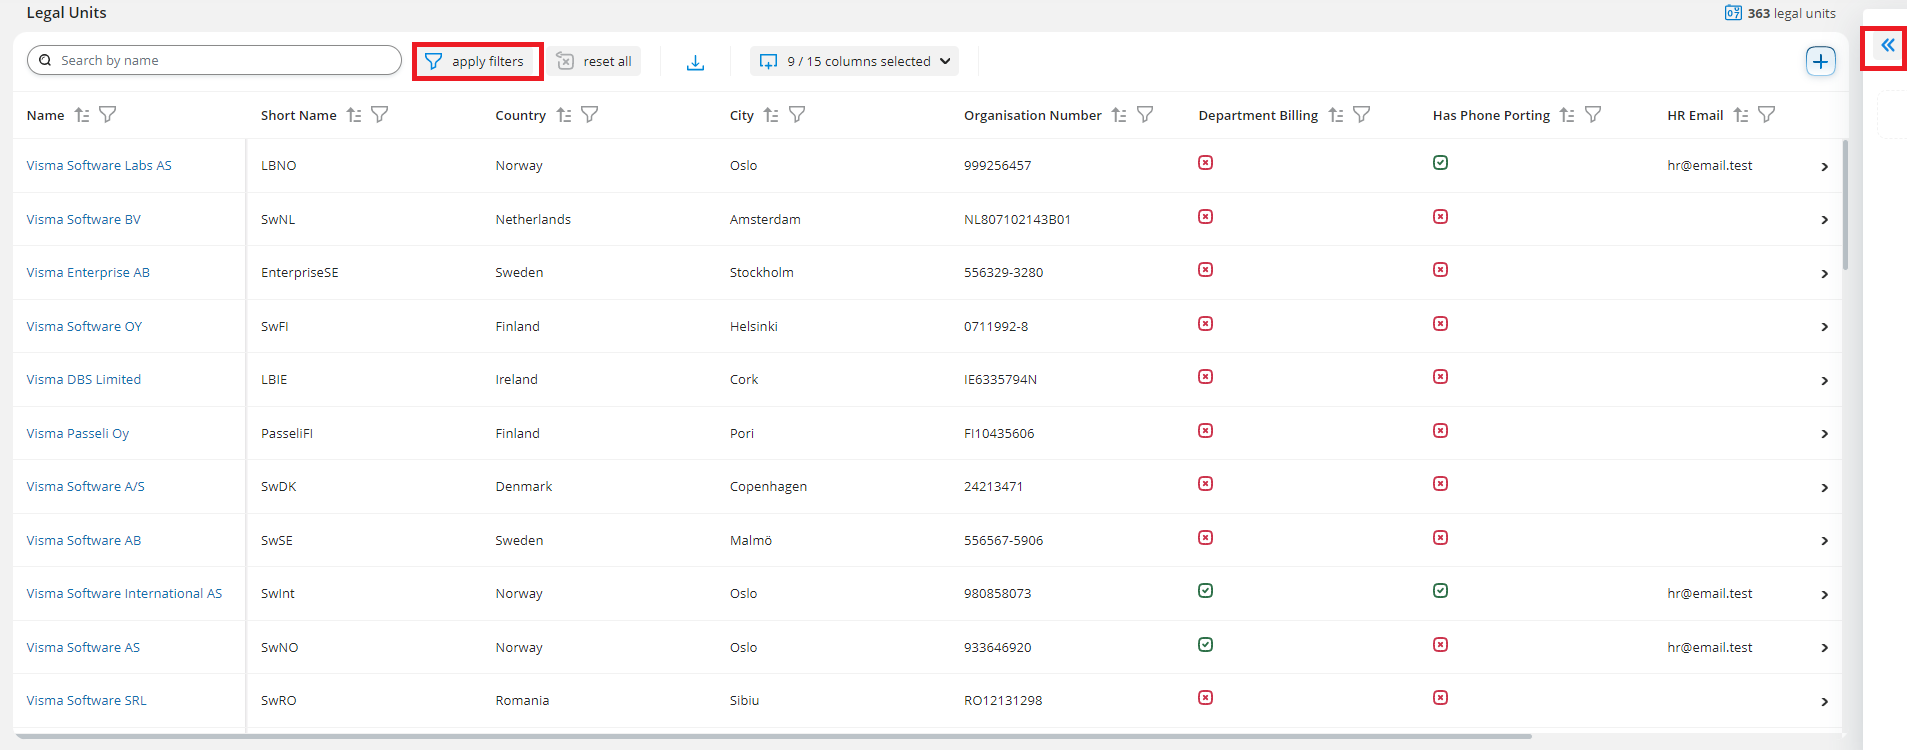 Legal Units
363 legal units
Search by name
apply filters
reset all
9 / 15 columns selected
Name Short Name Country City Organisation Number Department Billing Has Phone Porting HR Email
Visma Software Labs AS LBNO Norway Oslo 999256457 hr@email.test
Visma Software BV SwNL Netherlands Amsterdam NL807102143B01
Visma Enterprise AB EnterpriseSE Sweden Stockholm 556329-3280
Visma Software OY SwFI Finland Helsinki 0711992-8
Visma DBS Limited LBIE Ireland Cork IE6335794N
Visma Passeli Oy PasseliFI Finland Pori FI10435606
Visma Software A/S SwDK Denmark Copenhagen 24213471
Visma Software AB SwSE Sweden Malmö 556567-5906
Visma Software International AS SwInt Norway Oslo 980858073 hr@email.test
Visma Software AS SwNO Norway Oslo 933646920 hr@email.test
Visma Software SRL SwRO Romania Sibiu RO12131298